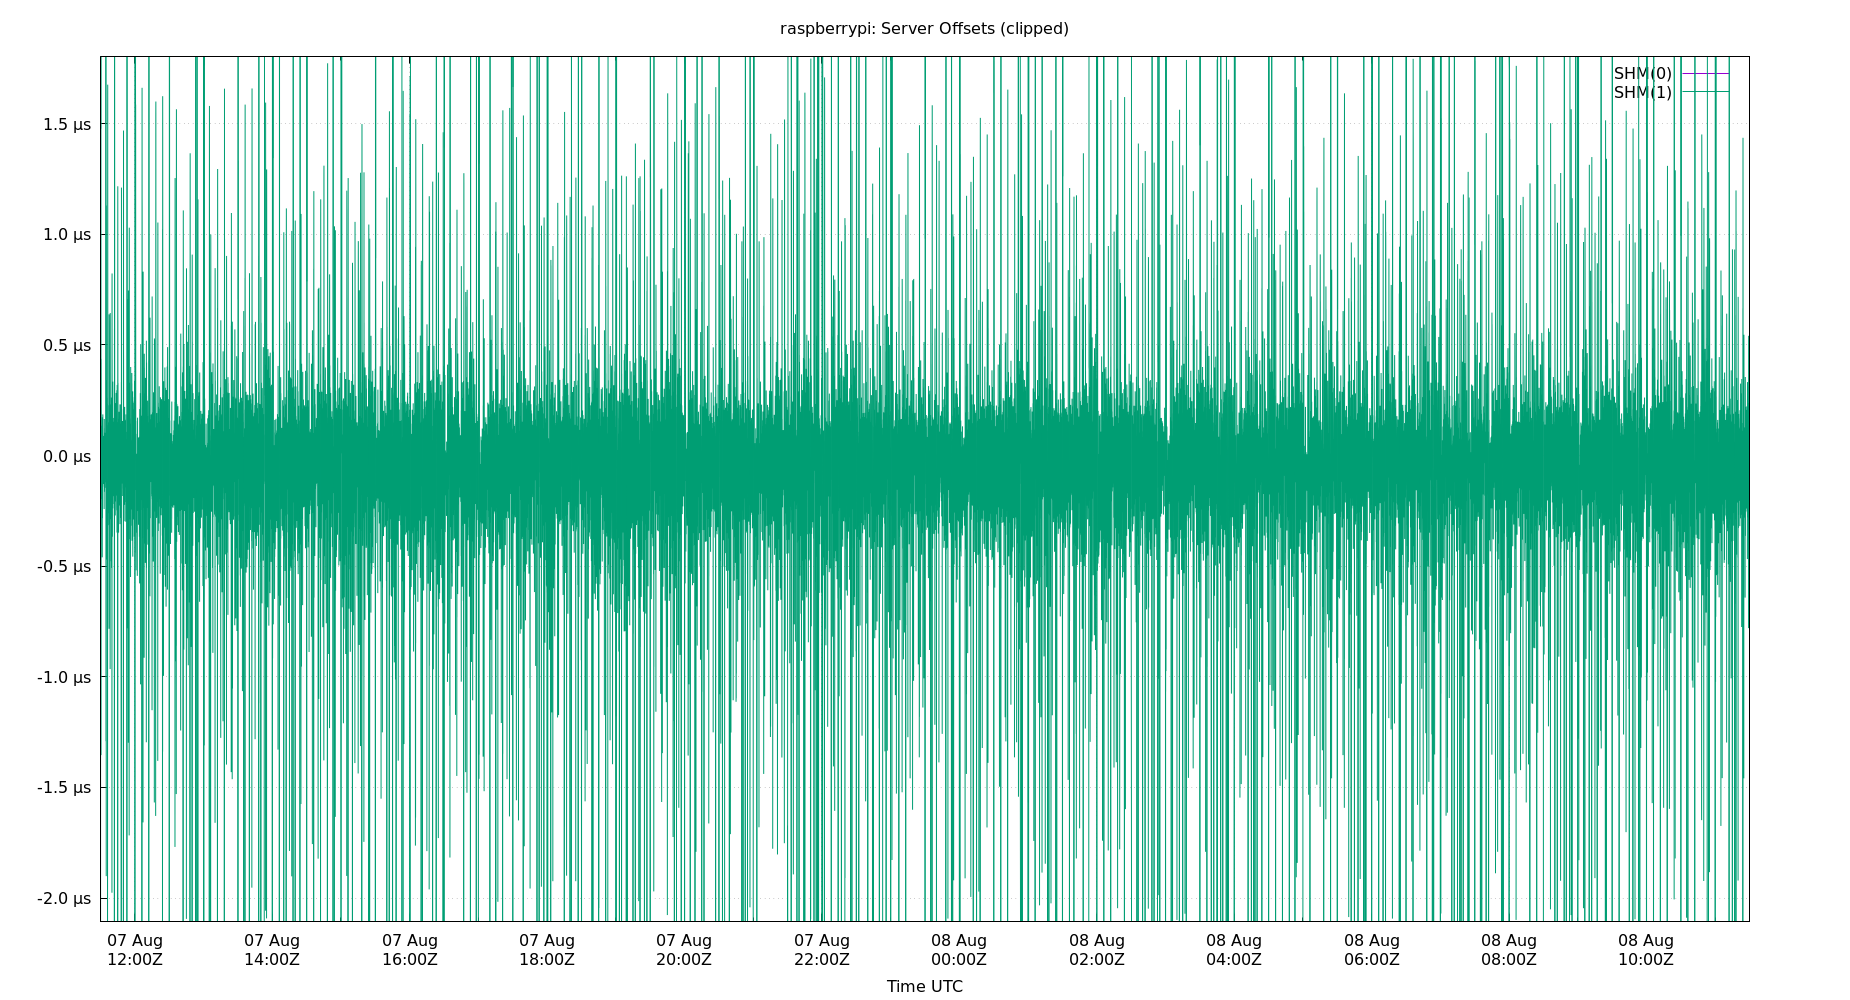 raspberrypi: Server Offsets (clipped)
SHM(0)
SHM(1)
1.5 µs
1.0 µs
0.5 µs
0.0 µs
-0.5 µs
-1.0 µs
-1.5 µs
-2.0 µs
07 Aug 07 Aug 07 Aug 07 Aug 07 Aug 07 Aug 08 Aug 08 Aug 08 Aug 08 Aug 08 Aug 08 Aug
12:00Z 14:00Z 16:00Z 18:00Z 20:00Z 22:00Z 00:00Z 02:00Z 04:00Z 06:00Z 08:00Z 10:00Z
Time UTC